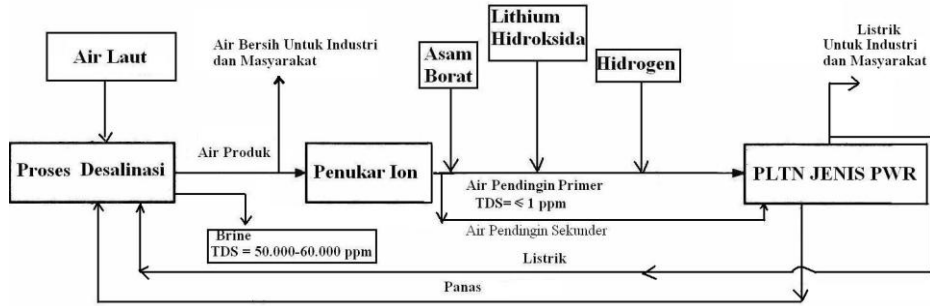 Air Laut
Air Bersih Untuk Industri
dan Masyarakat
Asam
Borat
Lithium
Hidroksida
Hidrogen
Listrik
Untuk Industri
dan Masyarakat
Proses Desalinasi
Air Produk
Penukar Ion
Air Pendingin Primer
TDS=⩽ 1 ppm
PLTN JENIS PWR
Air Pendingin Sekunder
Brine
TDS = 50.000-60.000 ppm
Listrik
Panas